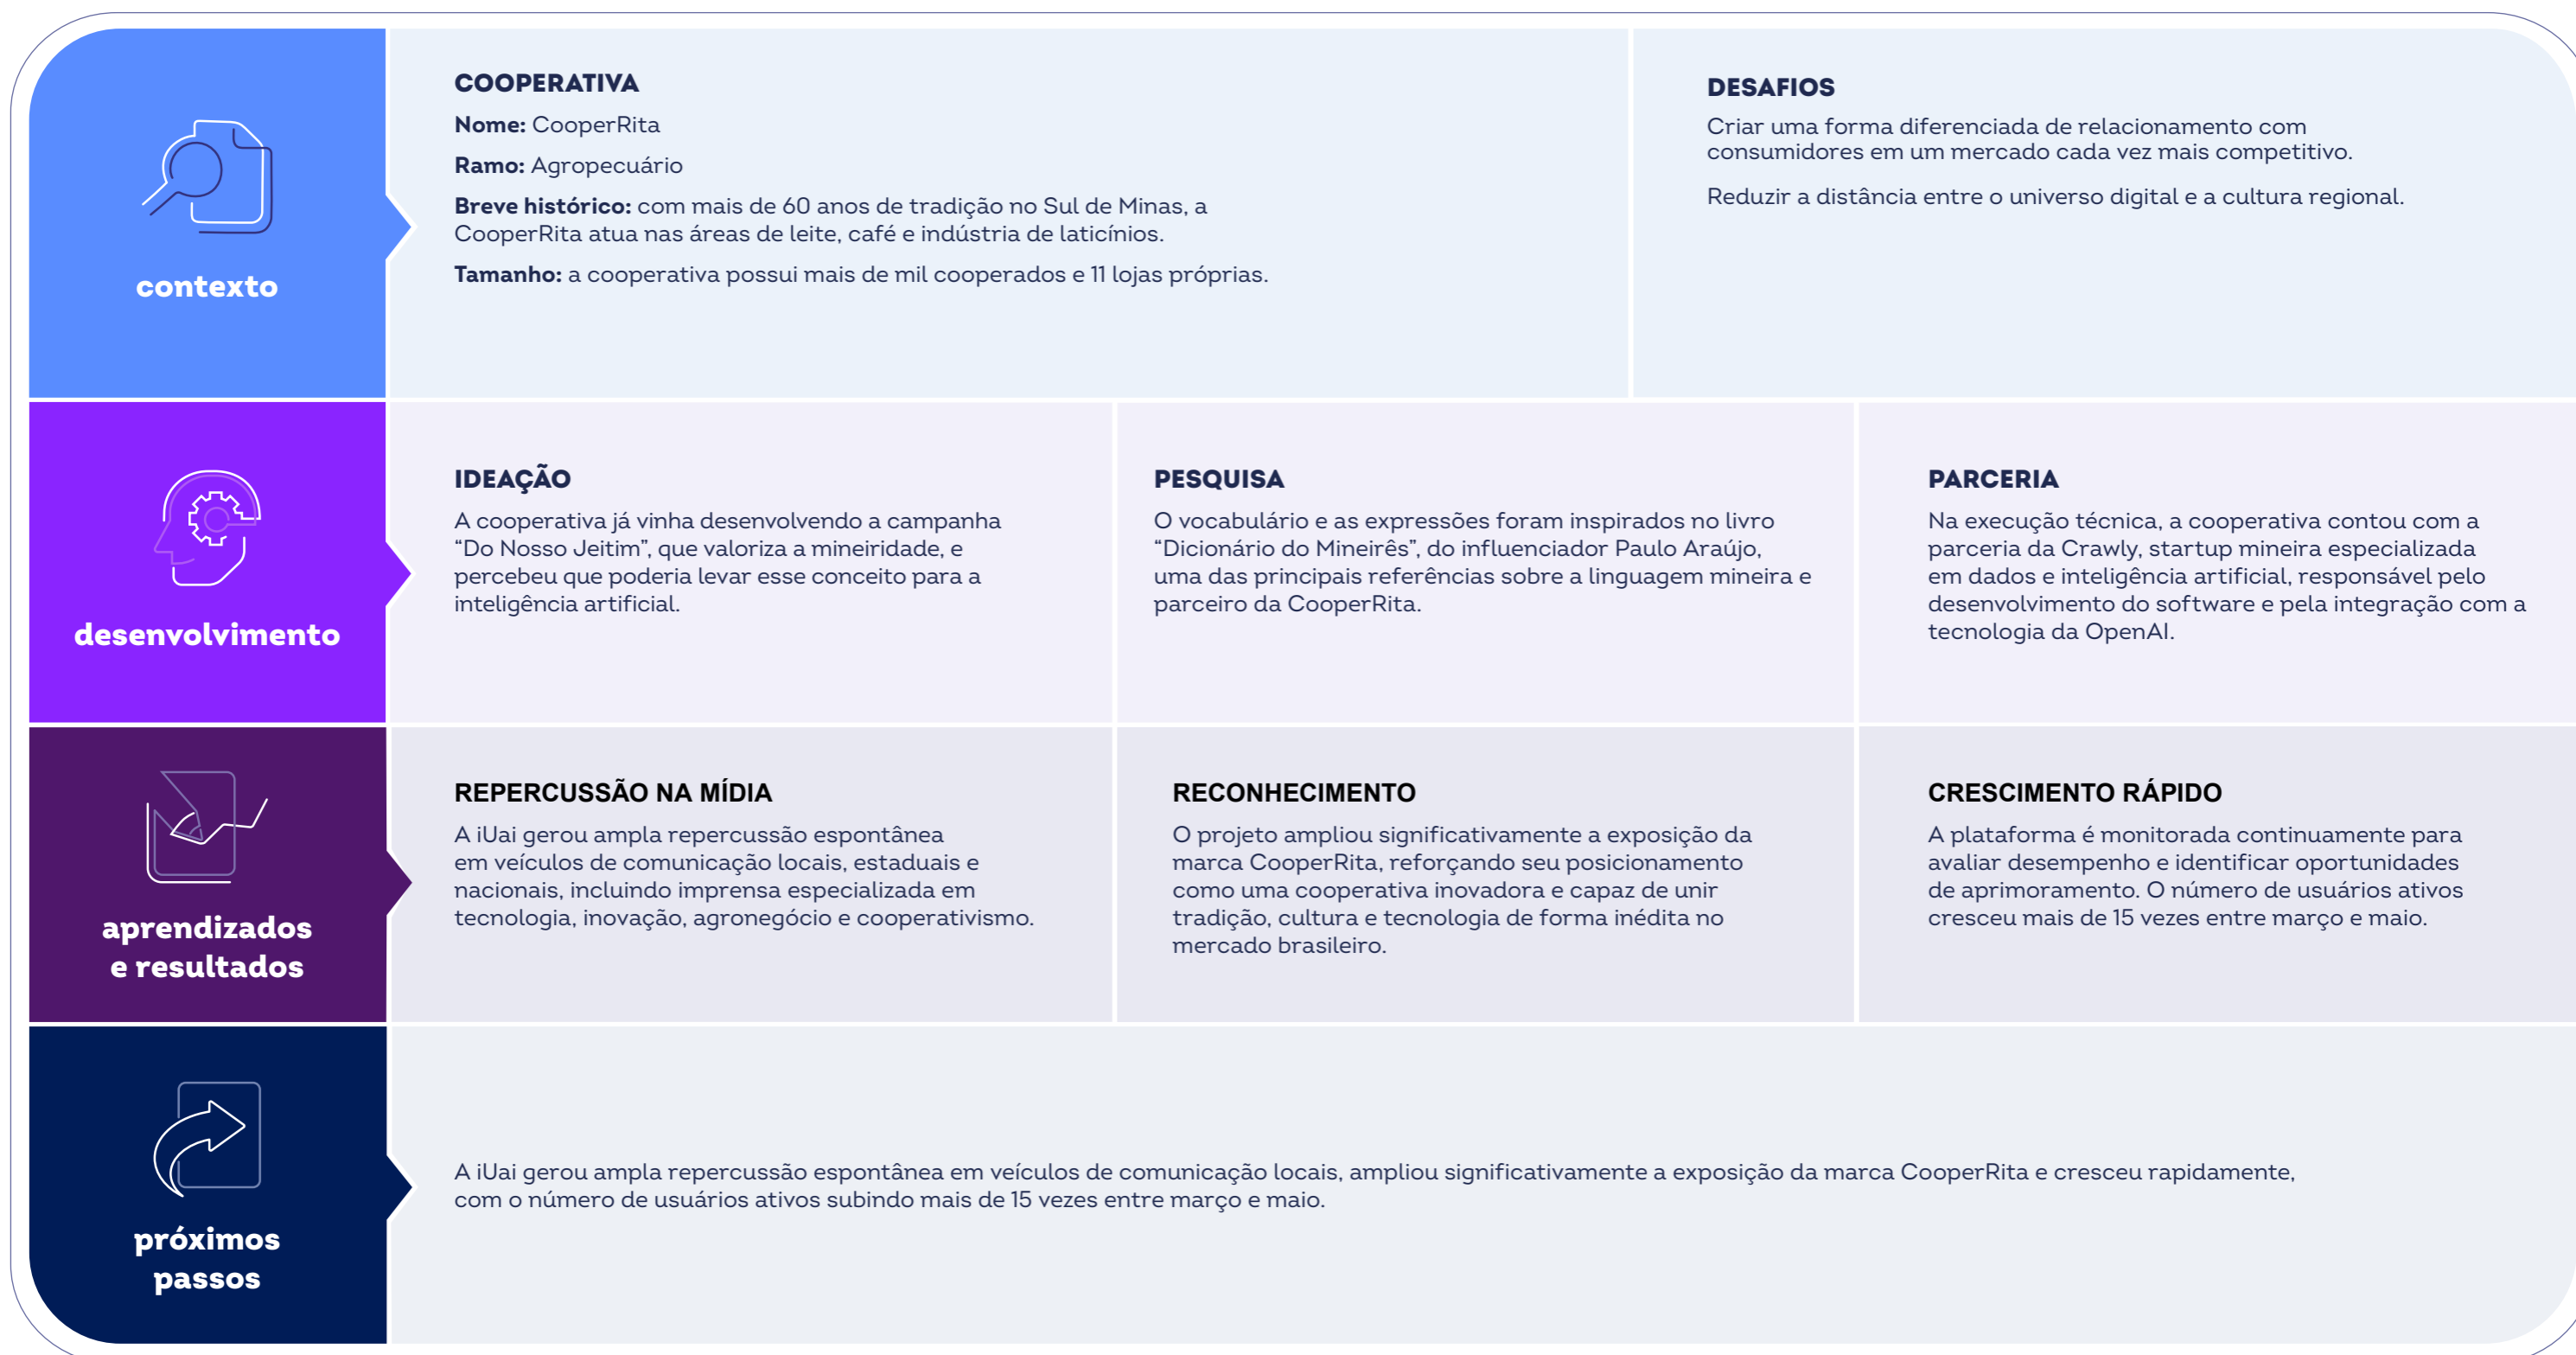 contexto
COOPERATIVA
Nome: CooperRita
Ramo: Agropecuário
Breve histórico: com mais de 60 anos de tradição no Sul de Minas, a
CooperRita atua nas áreas de leite, café e indústria de laticínios.
Tamanho: a cooperativa possui mais de mil cooperados e 11 lojas próprias.
DESAFIOS
Criar uma forma diferenciada de relacionamento com
consumidores em um mercado cada vez mais competitivo.
Reduzir a distância entre o universo digital e a cultura regional.
desenvolvimento
IDEAÇÃO
A cooperativa já vinha desenvolvendo a campanha
“Do Nosso Jeitim”, que valoriza a mineiridade, e
percebeu que poderia levar esse conceito para a
inteligência artificial.
PESQUISA
O vocabulário e as expressões foram inspirados no livro
“Dicionário do Mineirês”, do influenciador Paulo Araújo,
uma das principais referências sobre a linguagem mineira e
parceiro da CooperRita.
PARCERIA
Na execução técnica, a cooperativa contou com a
parceria da Crawly, startup mineira especializada
em dados e inteligência artificial, responsável pelo
desenvolvimento do software e pela integração com a
tecnologia da OpenAI.
aprendizados
e resultados
REPERCUSSÃO NA MÍDIA
A iUai gerou ampla repercussão espontânea
em veículos de comunicação locais, estaduais e
nacionais, incluindo imprensa especializada em
tecnologia, inovação, agronegócio e cooperativismo.
RECONHECIMENTO
O projeto ampliou significativamente a exposição da
marca CooperRita, reforçando seu posicionamento
como uma cooperativa inovadora e capaz de unir
tradição, cultura e tecnologia de forma inédita no
mercado brasileiro.
CRESCIMENTO RÁPIDO
A plataforma é monitorada continuamente para
avaliar desempenho e identificar oportunidades
de aprimoramento. O número de usuários ativos
cresceu mais de 15 vezes entre março e maio.
próximos
passos
A iUai gerou ampla repercussão espontânea em veículos de comunicação locais, ampliou significativamente a exposição da marca CooperRita e cresceu rapidamente,
com o número de usuários ativos subindo mais de 15 vezes entre março e maio.